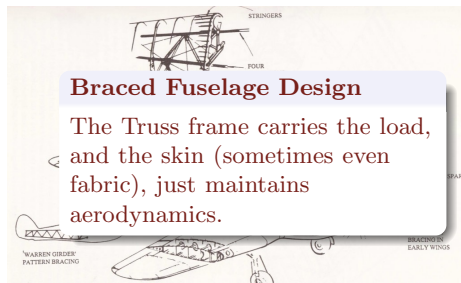 STRINGERS
FOUR
Braced Fuselage Design
The Truss frame carries the load,
and the skin (sometimes even
fabric), just maintains
aerodynamics.
SPAR
BRACING IN
EARLY WINGS
'WARREN GIRDER'
PATTERN BRACING